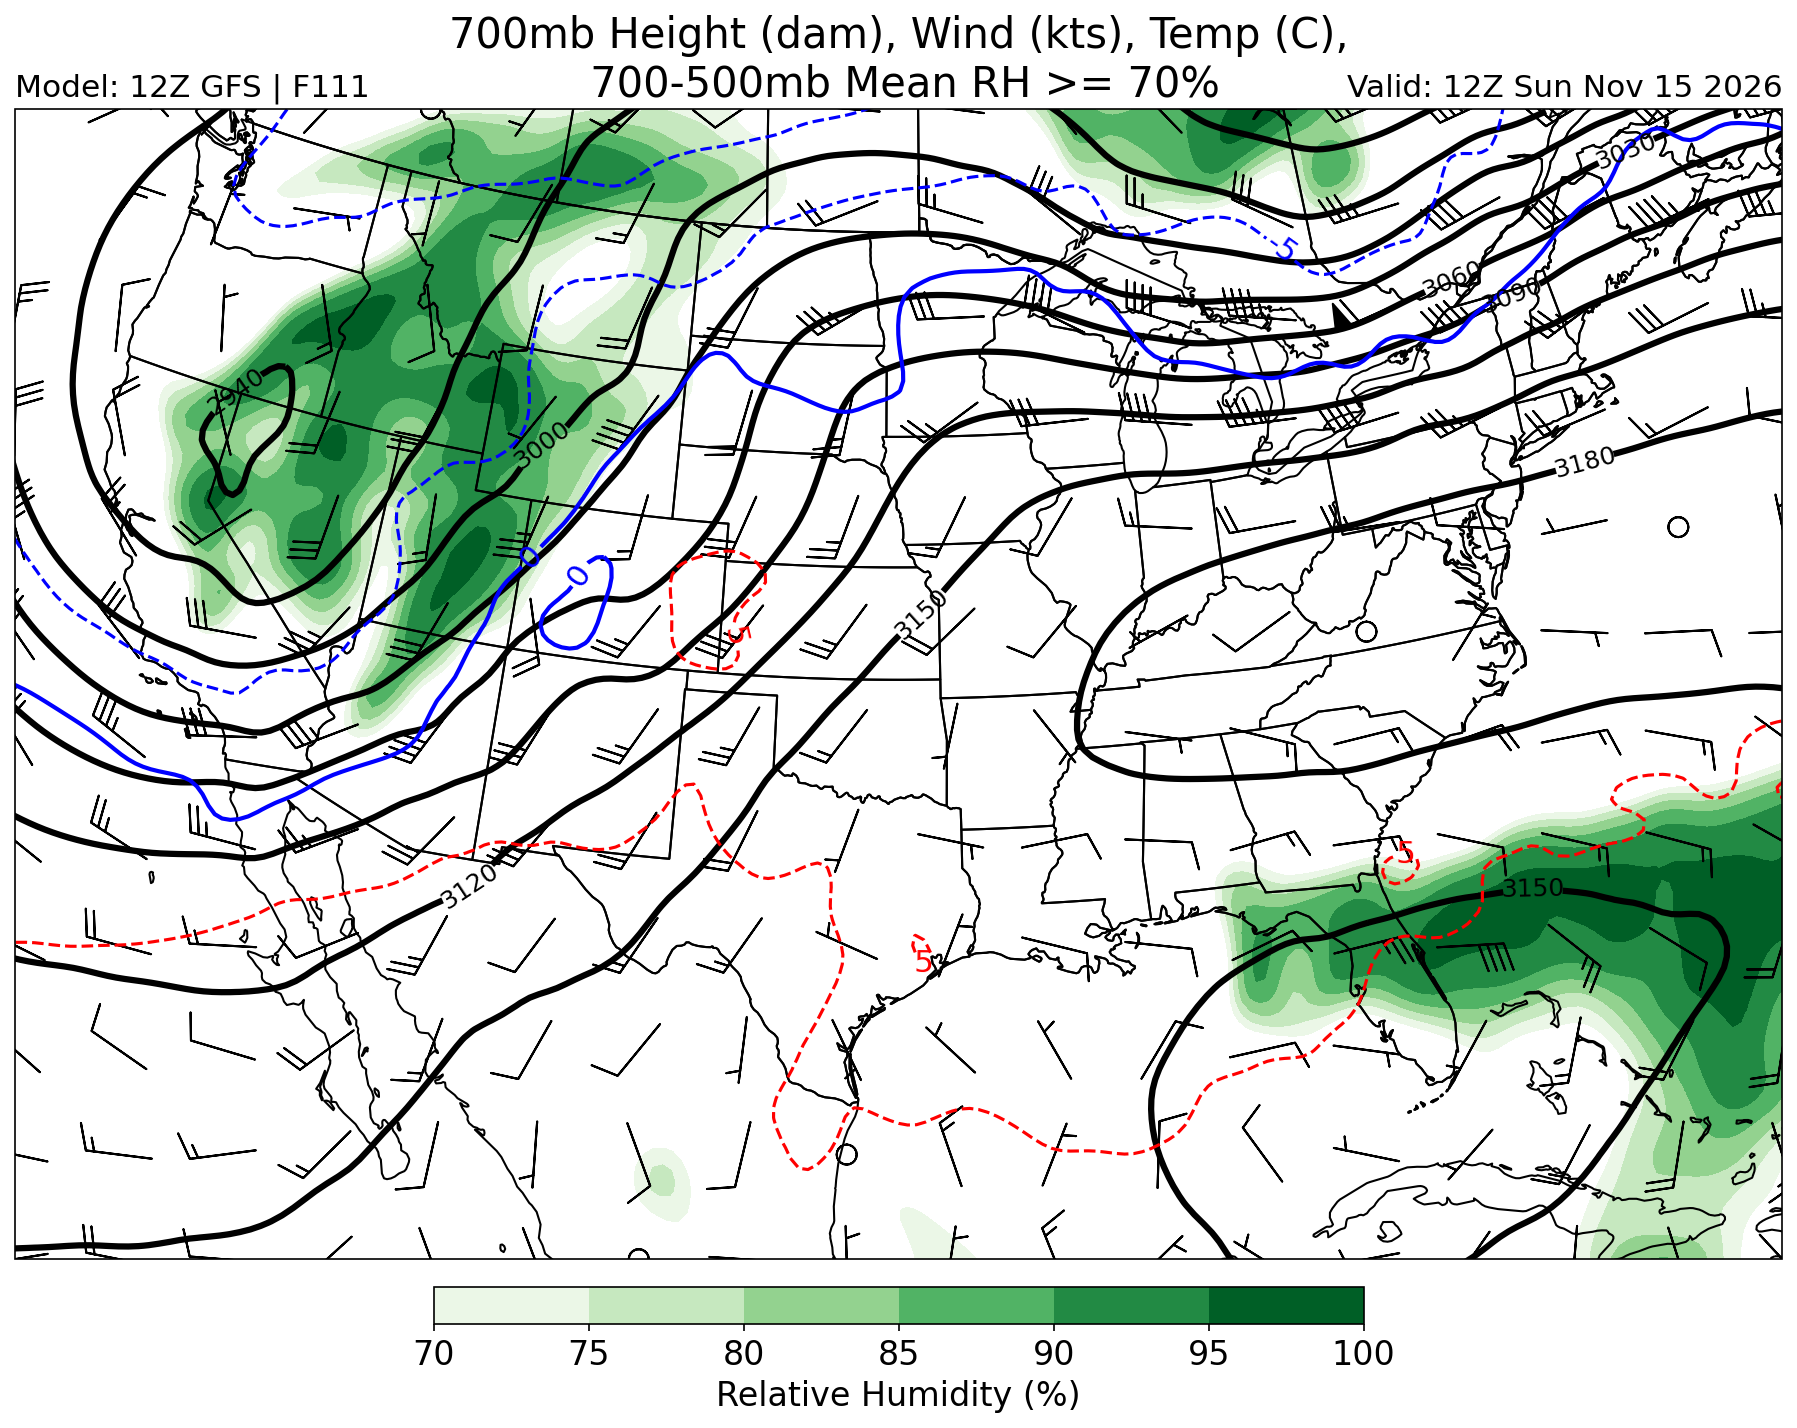 700mb Height (dam), Wind (kts), Temp (C),
700-500mb Mean RH >= 70%
Model: 12Z GFS | F111
Valid: 12Z Sun Nov 15 2026
3030
-5
3060
3090
2940
3000
3180
0
0
3150
5
5
3120
3150
5
70 75 80 85 90 95 100
Relative Humidity (%)